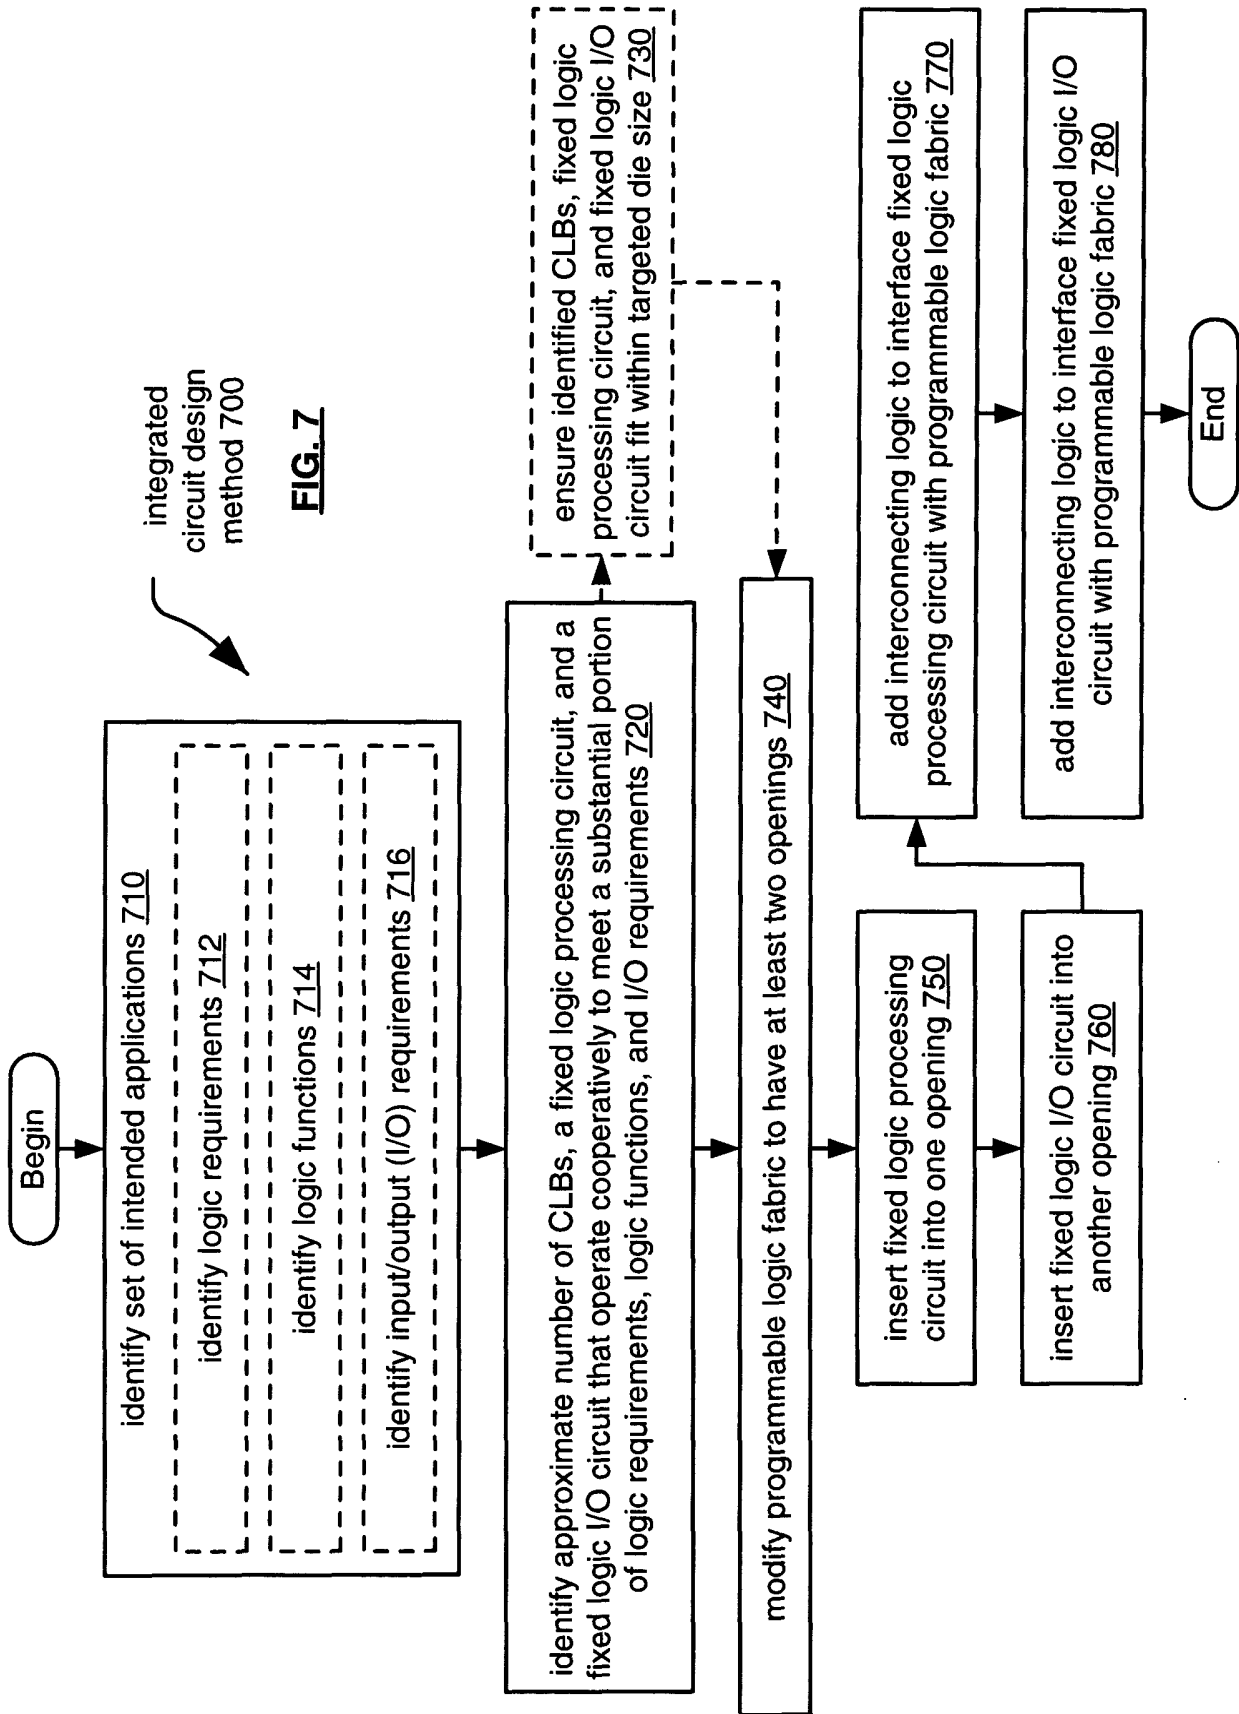 Begin
integrated
circuit design
method 700
FIG. 7
identify set of intended applications 710
identify logic requirements 712
identify logic functions 714
identify input/output (I/O) requirements 716
identify approximate number of CLBs, a fixed logic processing circuit, and a
fixed logic I/O circuit that operate cooperatively to meet a substantial portion
of logic requirements, logic functions, and I/O requirements 720
ensure identified CLBs, fixed logic
processing circuit, and fixed logic I/O
circuit fit within targeted die size 730
modify programmable logic fabric to have at least two openings 740
insert fixed logic processing
circuit into one opening 750
insert fixed logic I/O circuit into
another opening 760
add interconnecting logic to interface fixed logic
processing circuit with programmable logic fabric 770
add interconnecting logic to interface fixed logic I/O
circuit with programmable logic fabric 780
End